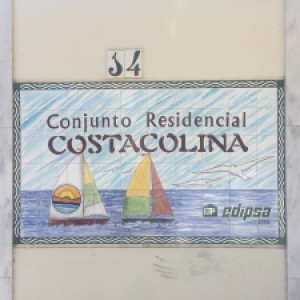 34
Conjunto Residencial
COSTACOLINA
edipsa